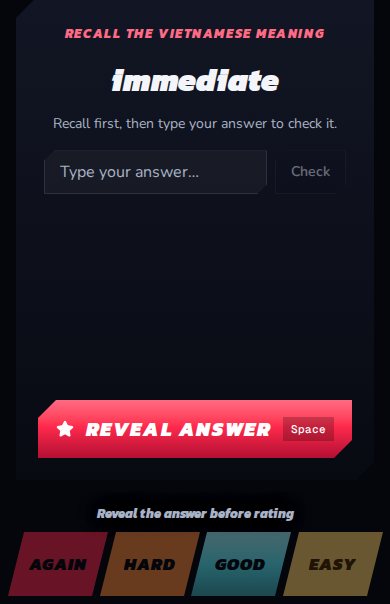 RECALL THE VIETNAMESE MEANING
immediate
Recall first, then type your answer to check it.
Type your answer... Check
REVEAL ANSWER Space
Reveal the answer before rating
AGAIN HARD GOOD EASY